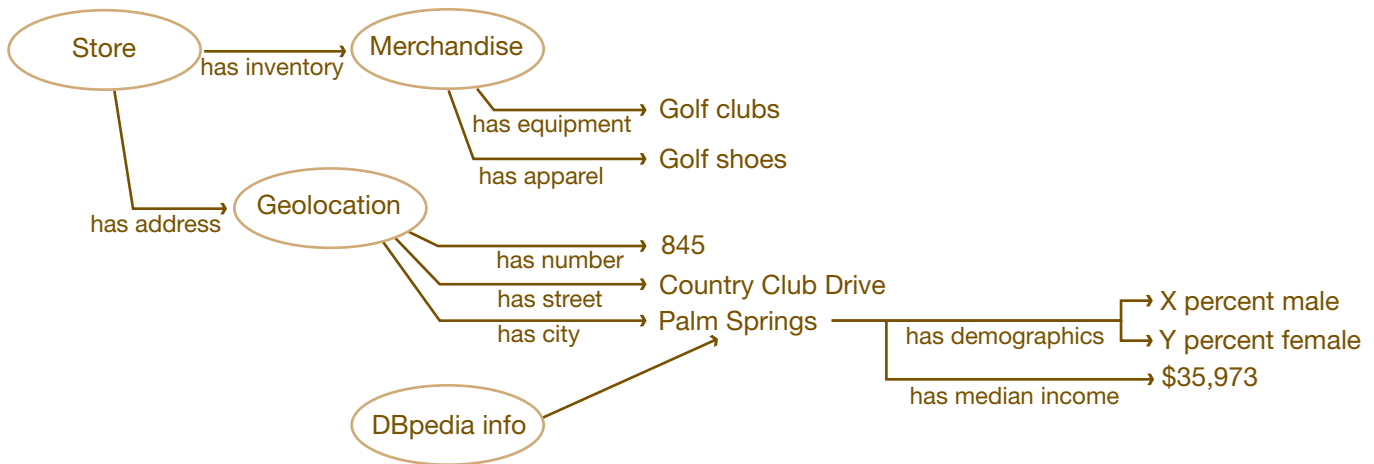 Store
has inventory
Merchandise
has equipment
Golf clubs
has apparel
Golf shoes
has address
Geolocation
has number
845
has street
Country Club Drive
has city
Palm Springs
has demographics
X percent male
Y percent female
has median income
$35,973
DBpedia info